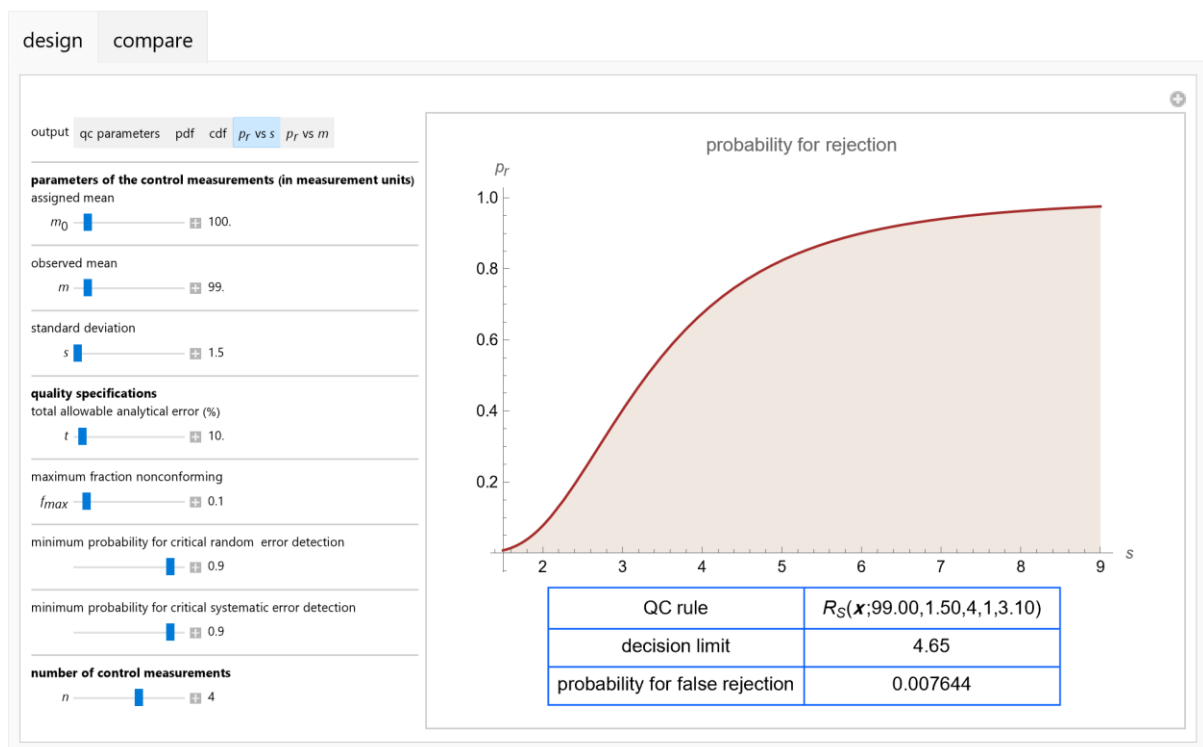 design compare
output qc parameters pdf cdf pr vs s pr vs m
parameters of the control measurements (in measurement units)
assigned mean
m0 100.
observed mean
m 99.
standard deviation
s 1.5
quality specifications
total allowable analytical error (%)
t 10.
maximum fraction nonconforming
fmax 0.1
minimum probability for critical random error detection
0.9
minimum probability for critical systematic error detection
0.9
number of control measurements
n 4
probability for rejection
pr
1.0
0.8
0.6
0.4
0.2
2 3 4 5 6 7 8 9 s
QC rule RS(x;99.00,1.50,4,1,3.10)
decision limit 4.65
probability for false rejection 0.007644